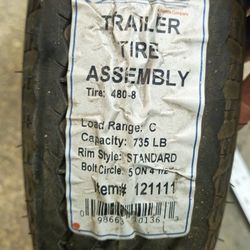 TRAILER
TIRE
ASSEMBLY
Tire: 480-8
Load Range: C
Capacity: 735 LB
Rim Style: STANDARD
Bolt Circle: 5 ON 4 1/2
Item# 121111